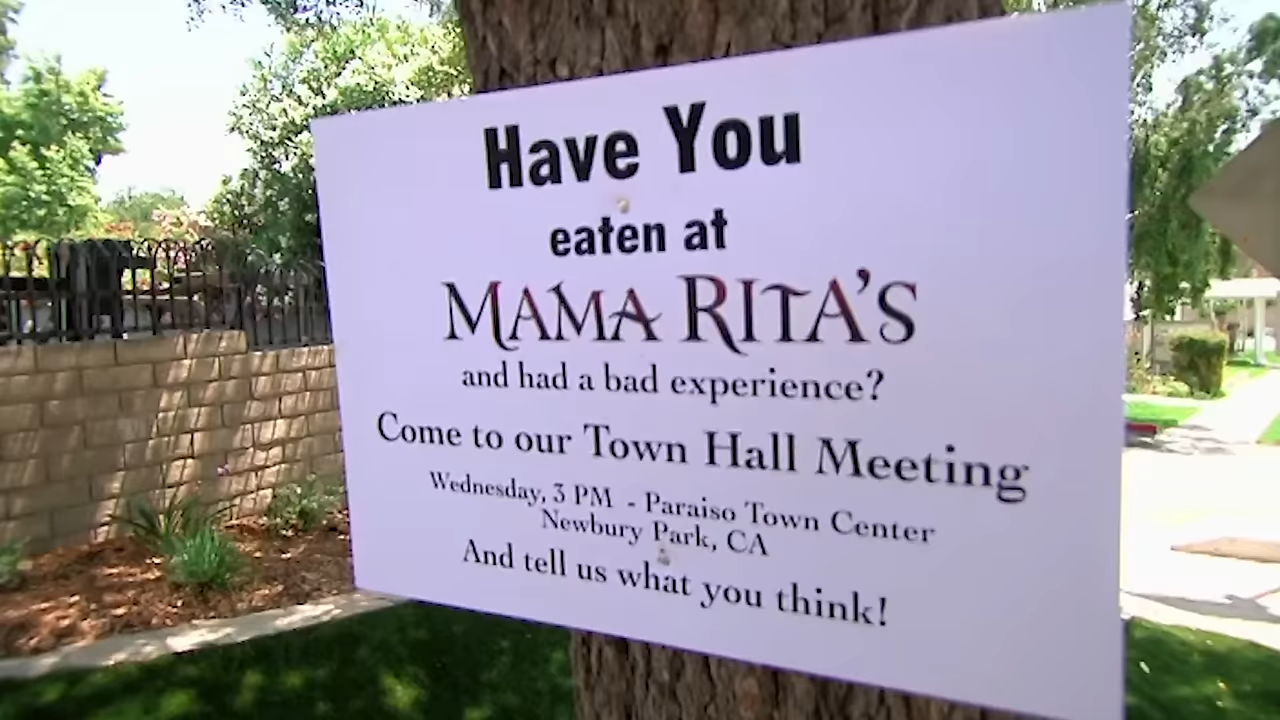 Have You
eaten at
MAMA RITA'S
and had a bad experience?
Come to our Town Hall Meeting
Wednesday, 3 PM - Paraiso Town Center
Newbury Park, CA
And tell us what you think!